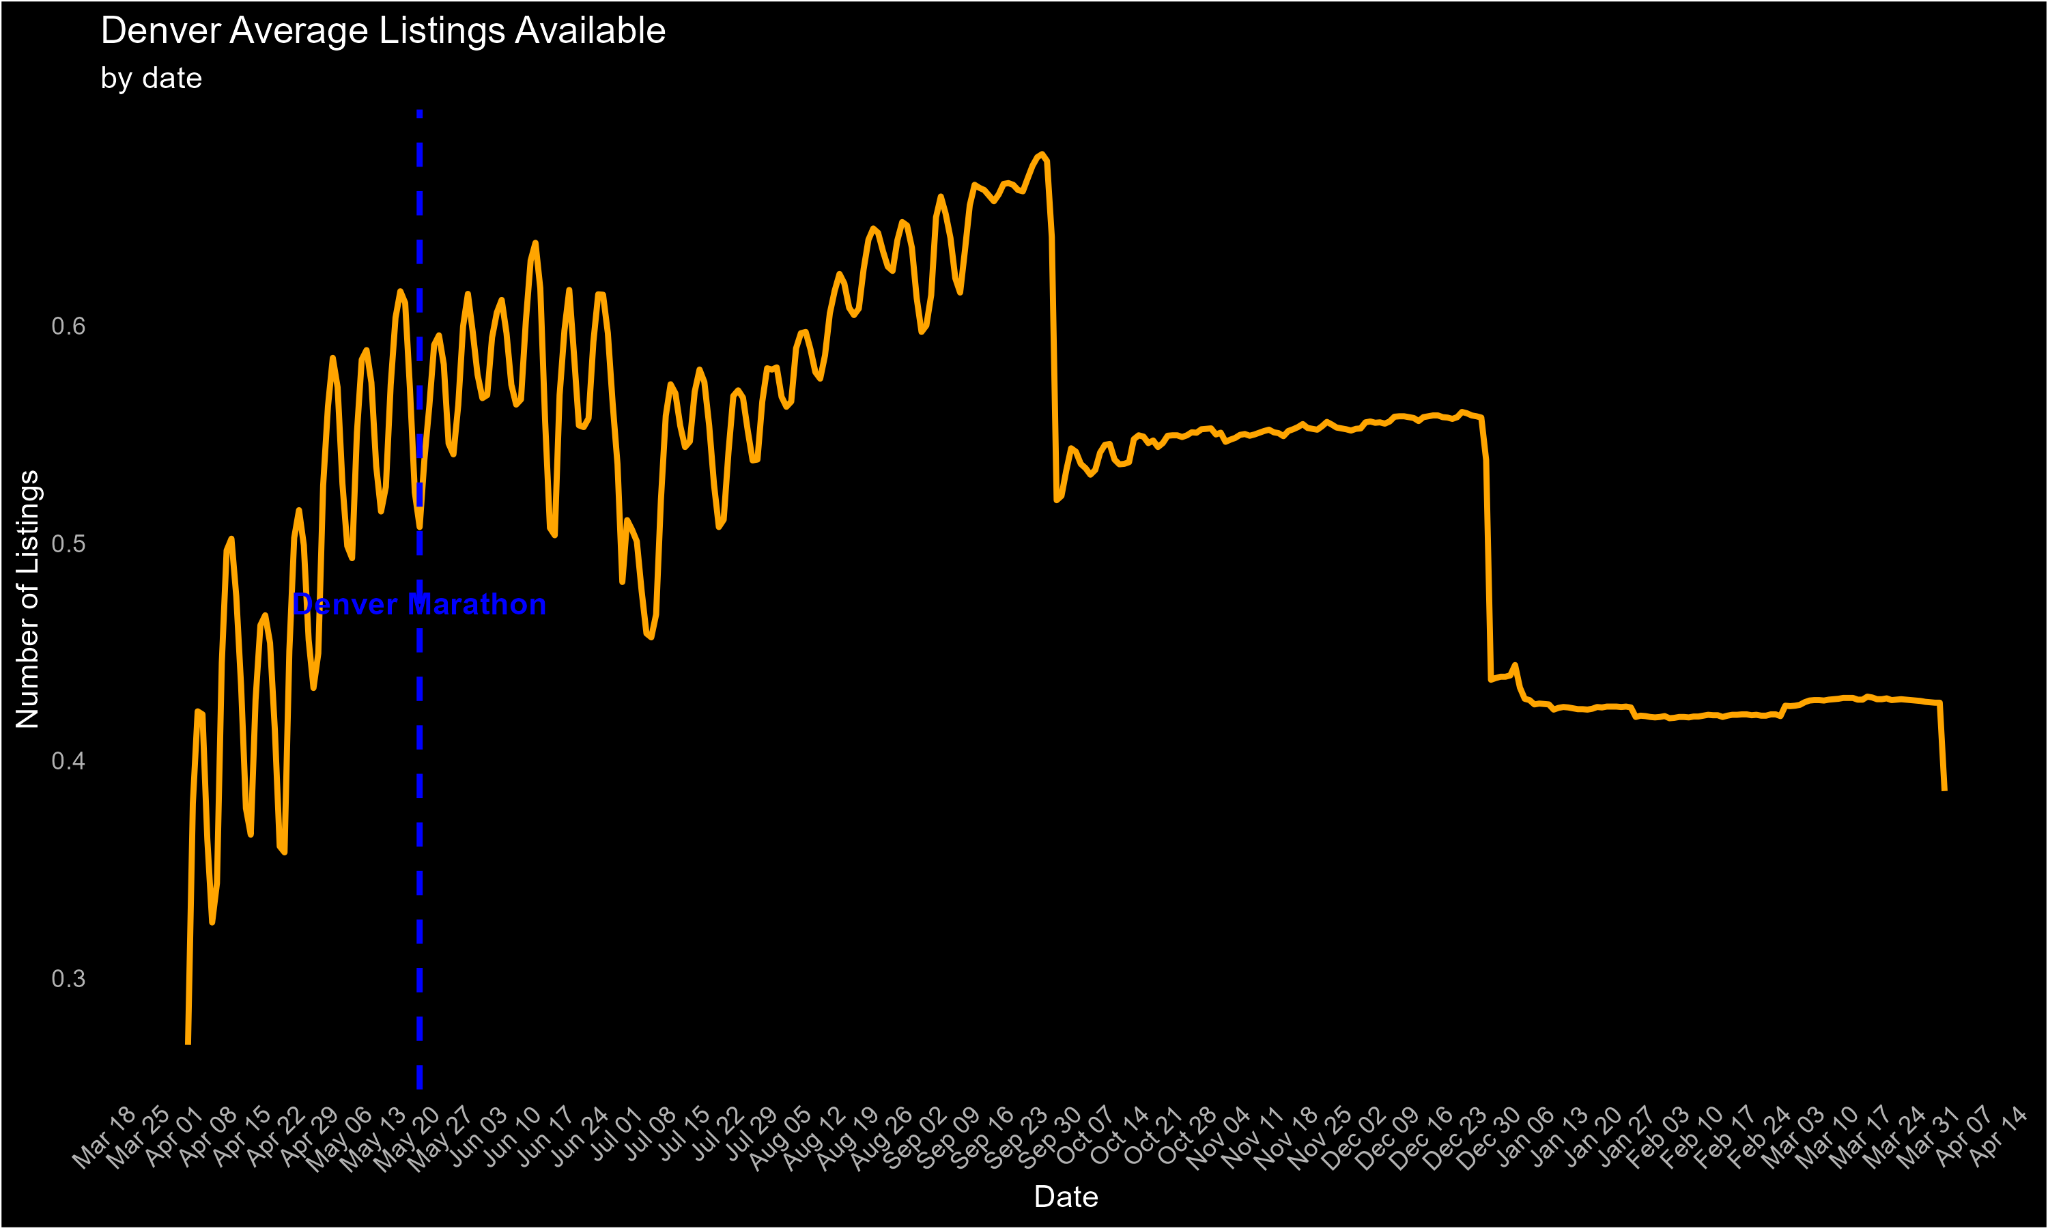 Denver Average Listings Available
by date
Number of Listings
0.6
0.5
0.4
0.3
Denver Marathon
Mar 18
Mar 25
Apr 01
Apr 08
Apr 15
Apr 22
Apr 29
May 06
May 13
May 20
May 27
Jun 03
Jun 10
Jun 17
Jun 24
Jul 01
Jul 08
Jul 15
Jul 22
Jul 29
Aug 05
Aug 12
Aug 19
Aug 26
Sep 02
Sep 09
Sep 16
Sep 23
Sep 30
Oct 07
Oct 14
Oct 21
Oct 28
Nov 04
Nov 11
Nov 18
Nov 25
Dec 02
Dec 09
Dec 16
Dec 23
Dec 30
Jan 06
Jan 13
Jan 20
Jan 27
Feb 03
Feb 10
Feb 17
Feb 24
Mar 03
Mar 10
Mar 17
Mar 24
Mar 31
Apr 07
Apr 14
Date